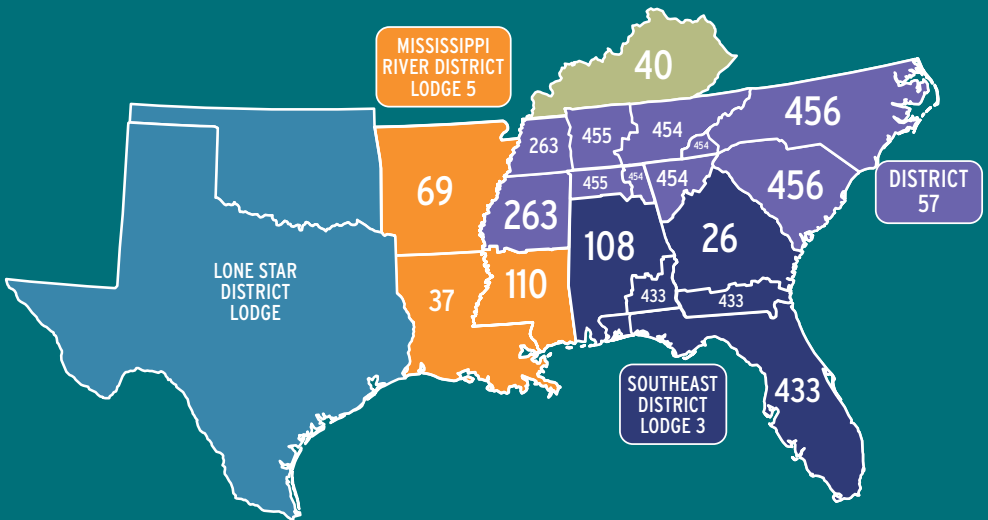 MISSISSIPPI
RIVER DISTRICT
LODGE 5
40
263
455
454
454
456
69
263
455
454
454
456
DISTRICT
57
LONE STAR
DISTRICT
LODGE
37
110
108
26
433
433
SOUTHEAST
DISTRICT
LODGE 3
433